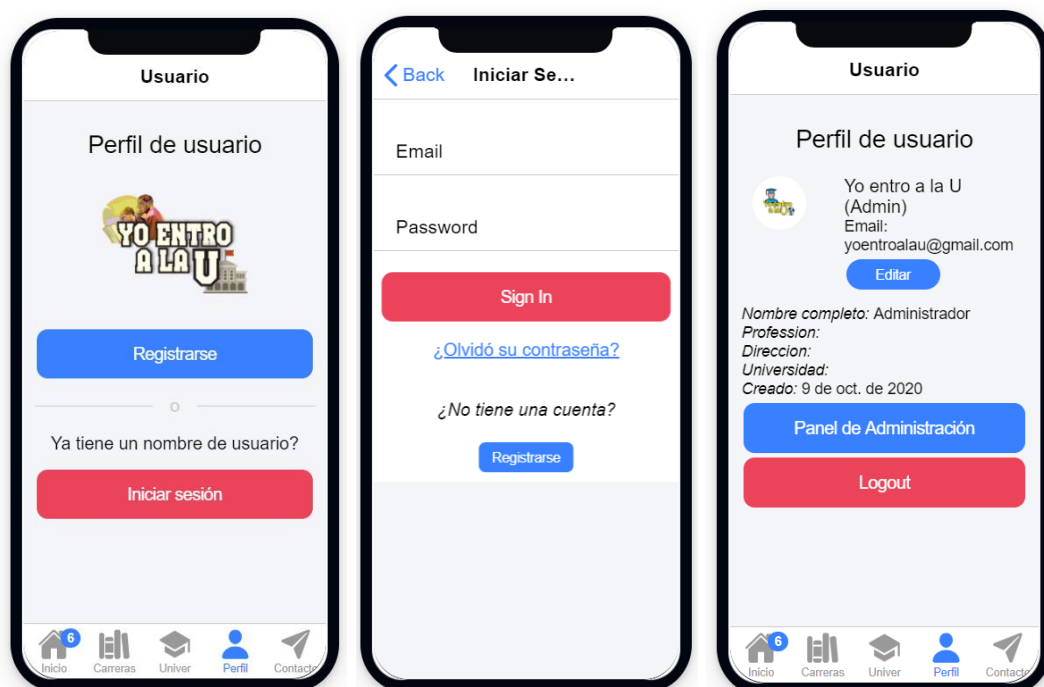 Usuario
Perfil de usuario
YO ENTRO
A LA U
Registrarse
o
Ya tiene un nombre de usuario?
Iniciar sesión
6
Inicio Carreras Univer Perfil Contacto
Back Iniciar Se...
Email
Password
Sign In
¿Olvidó su contraseña?
¿No tiene una cuenta?
Registrarse
Usuario
Perfil de usuario
Yo entro a la U
(Admin)
Email:
yoentroalau@gmail.com
Editar
Nombre completo: Administrador
Profession:
Direccion:
Universidad:
Creado: 9 de oct. de 2020
Panel de Administración
Logout
6
Inicio Carreras Univer Perfil Contacto